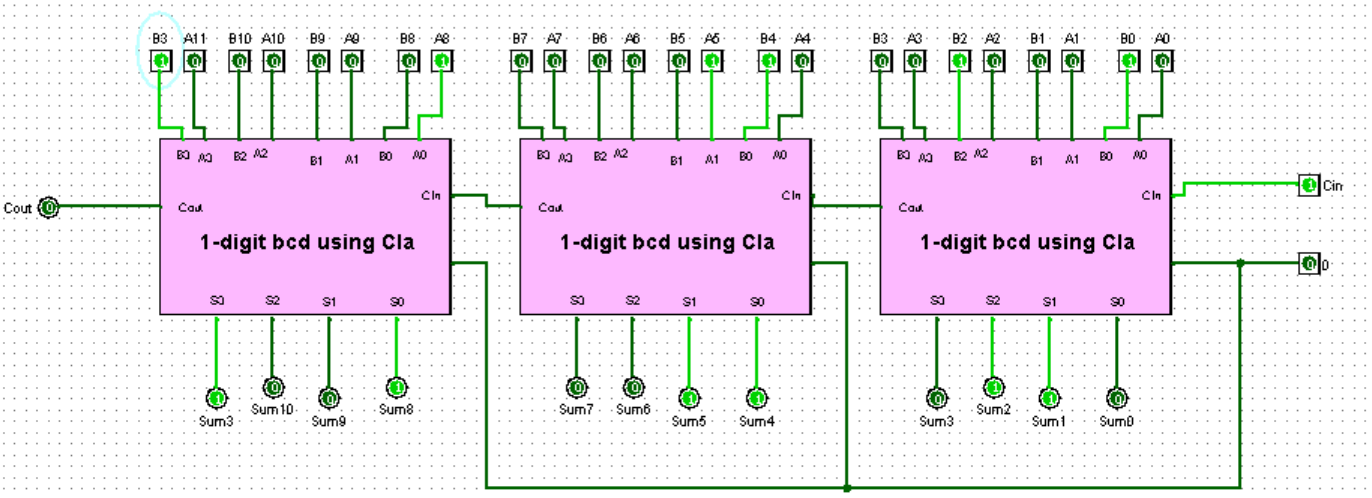 B3 A11 B10 A10 B9 A9 B8 A8 B7 A7 B6 A6 B5 A5 B4 A4 B3 A3 B2 A2 B1 A1 B0 A0
1 0 0 0 0 0 0 1 0 0 0 0 0 1 1 0 0 0 1 0 0 0 1 0
B3 A3 B2 A2 B1 A1 B0 A0 B3 A3 B2 A2 B1 A1 B0 A0 B3 A3 B2 A2 B1 A1 B0 A0
1 Cin
Cin Cin Cin
Cout 0 Cout Cout Cout
1-digit bcd using Cla 1-digit bcd using Cla 1-digit bcd using Cla
0 0
S3 S2 S1 S0 S3 S2 S1 S0 S3 S2 S1 S0
1 0 0 1 0 0 1 1 0 1 1 0
Sum3 Sum10 Sum9 Sum8 Sum7 Sum6 Sum5 Sum4 Sum3 Sum2 Sum1 Sum0